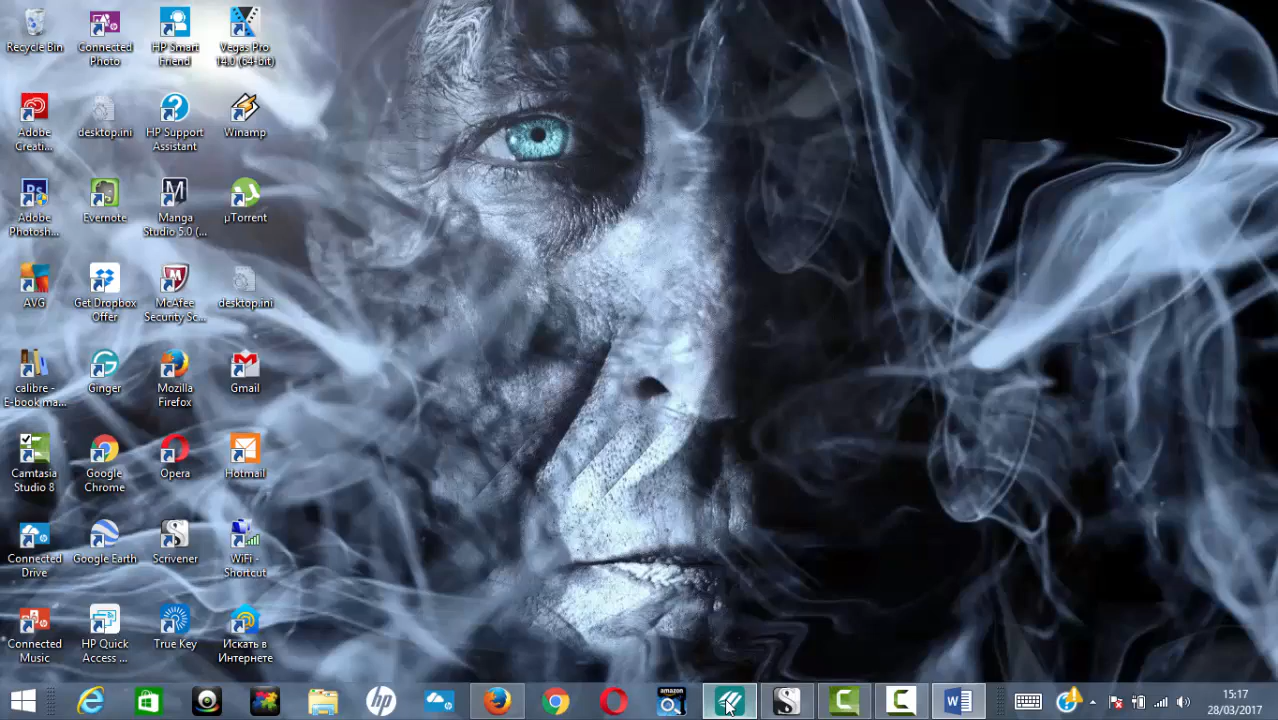 Recycle Bin
Connected
Photo
HP Smart
Friend
Vegas Pro
14.0 (64-bit)
Adobe
Creati...
desktop.ini
HP Support
Assistant
Winamp
Ps
Adobe
Photosh...
Evernote
M
Manga
Studio 5.0 (...
µTorrent
AVG
Get Dropbox
Offer
McAfee
Security Sc...
desktop.ini
calibre -
E-book ma...
Ginger
Mozilla
Firefox
Gmail
Camtasia
Studio 8
Google
Chrome
Opera
Hotmail
Connected
Drive
Google Earth
Scrivener
WiFi -
Shortcut
Connected
Music
HP Quick
Access ...
True Key
Искать в
Интернете
hp
amazon
15:17
28/03/2017